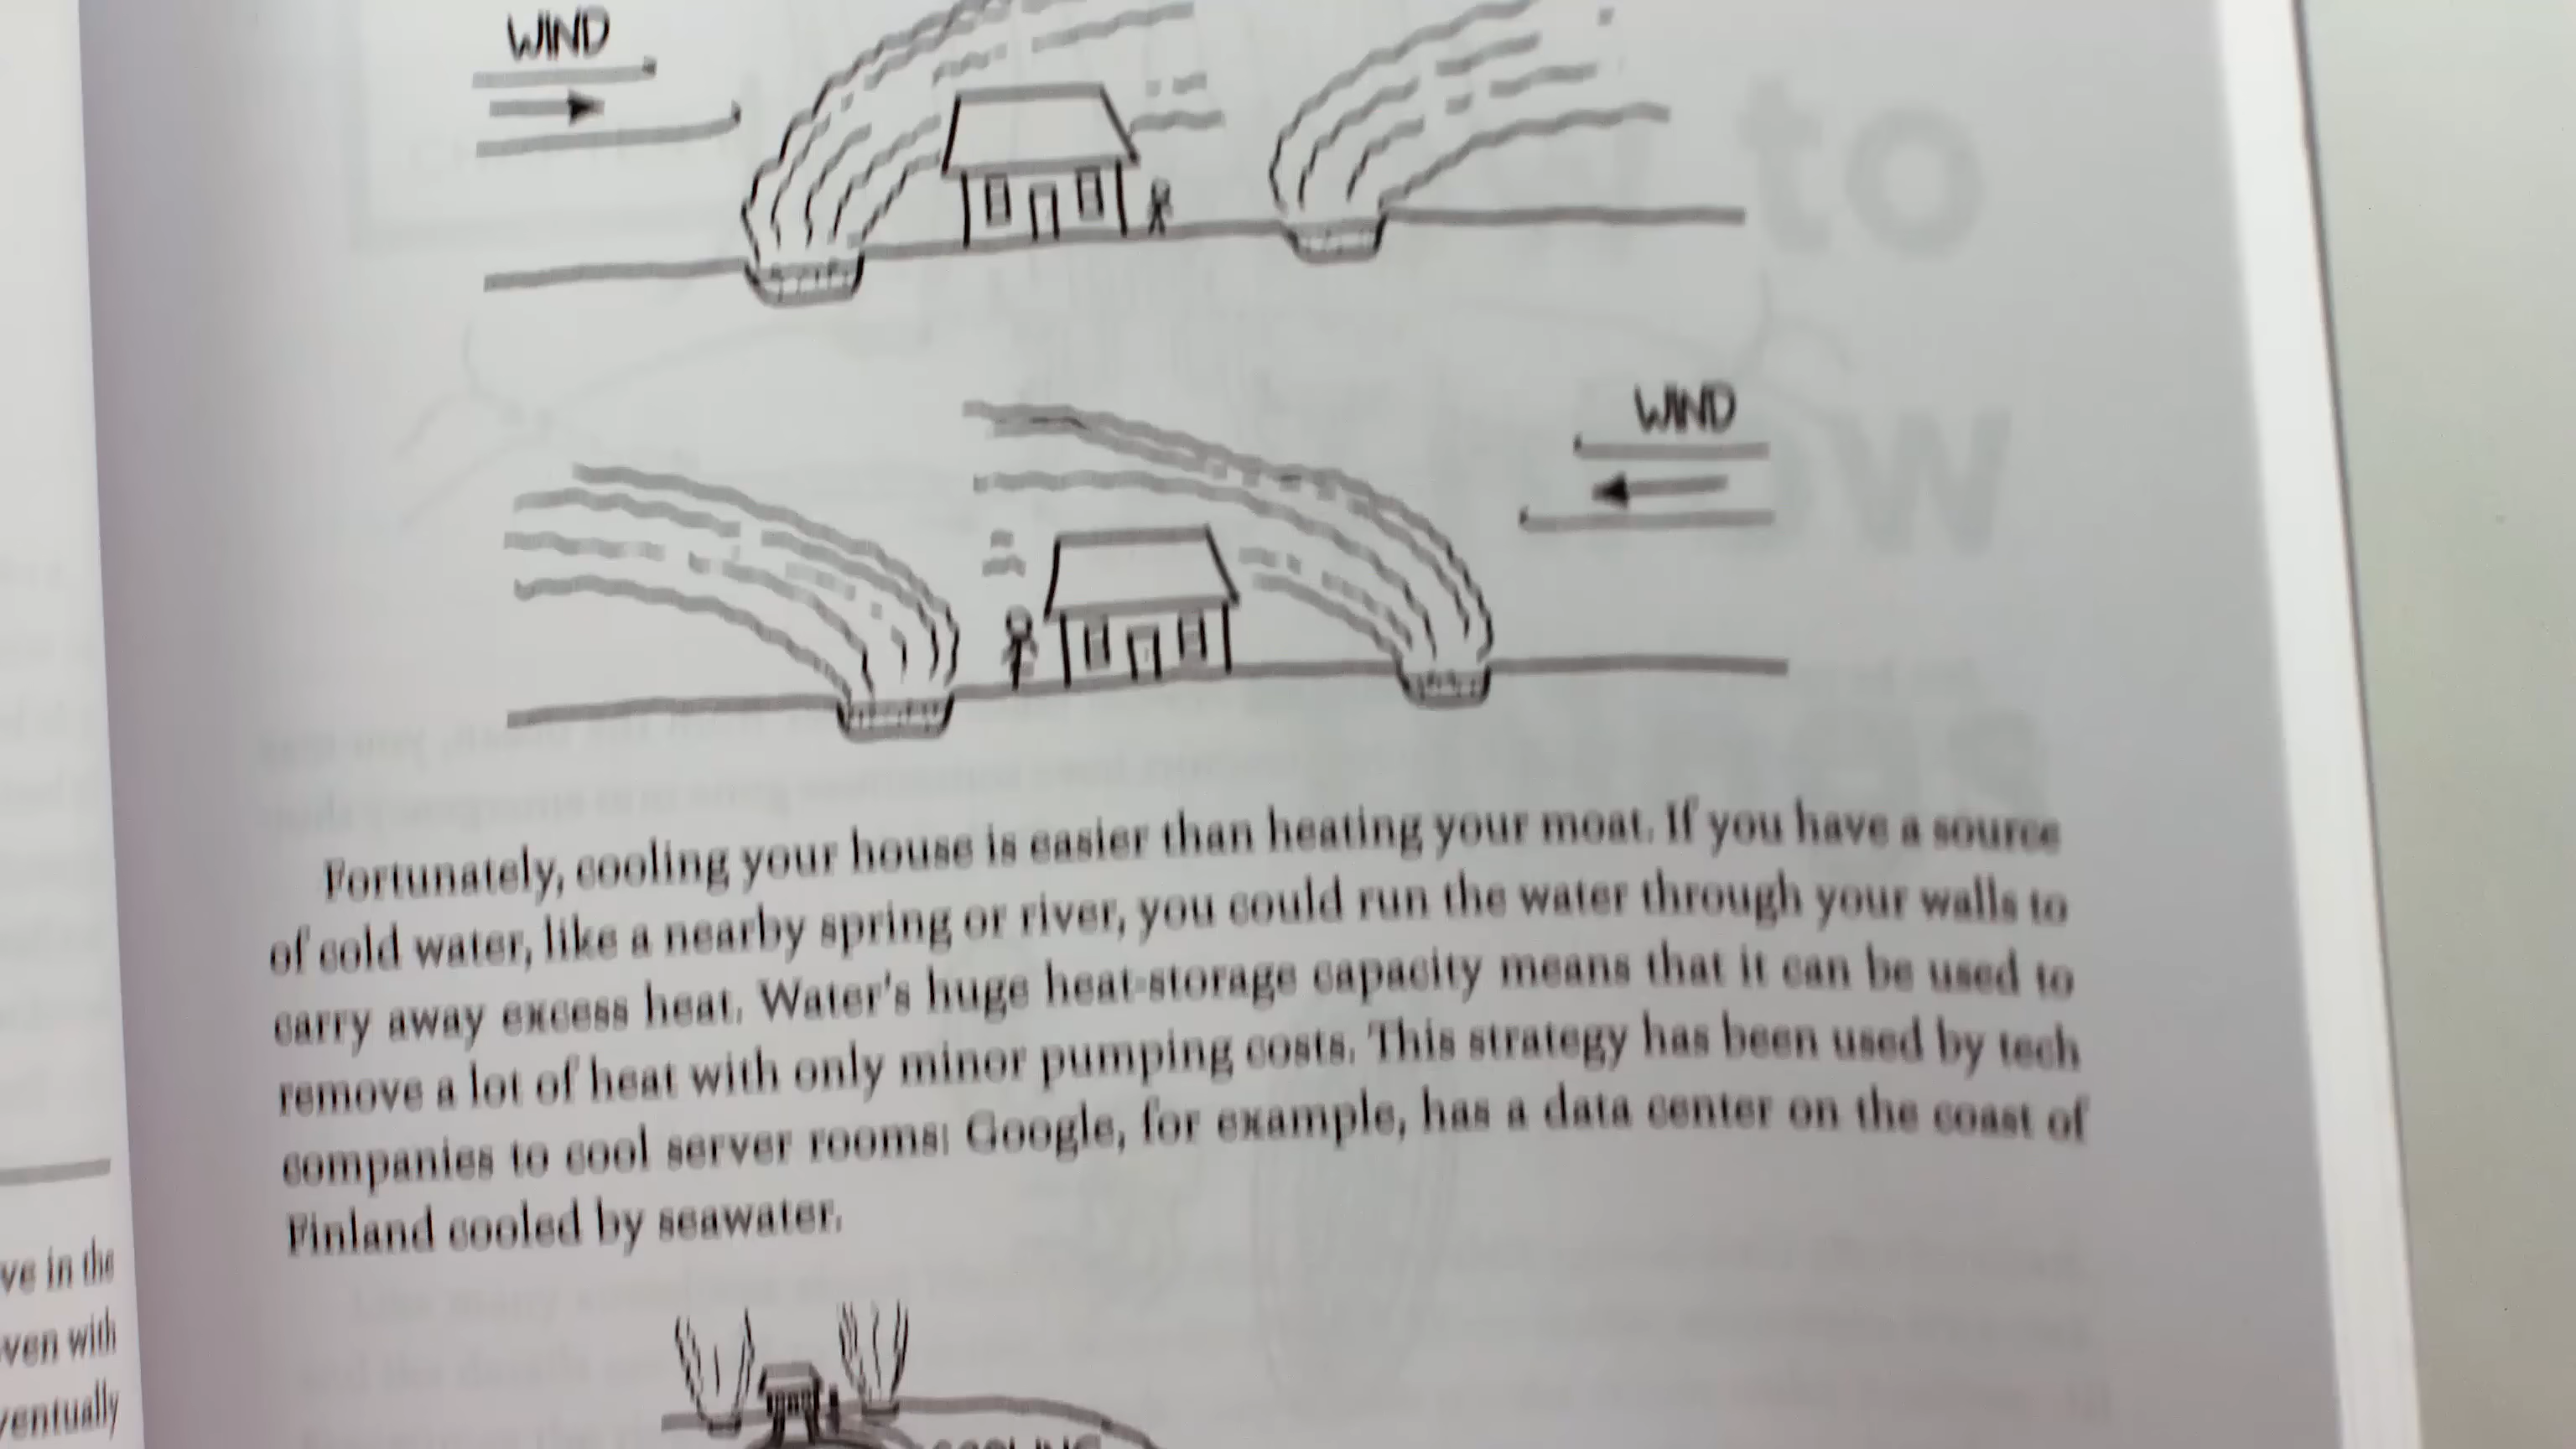 WIND
WIND
Fortunately, cooling your house is easier than heating your moat. If you have a source
of cold water, like a nearby spring or river, you could run the water through your walls to
carry away excess heat. Water's huge heat-storage capacity means that it can be used to
remove a lot of heat with only minor pumping costs. This strategy has been used by tech
companies to cool server rooms: Google, for example, has a data center on the coast of
Finland cooled by seawater.
ve in the
ven with
ventually